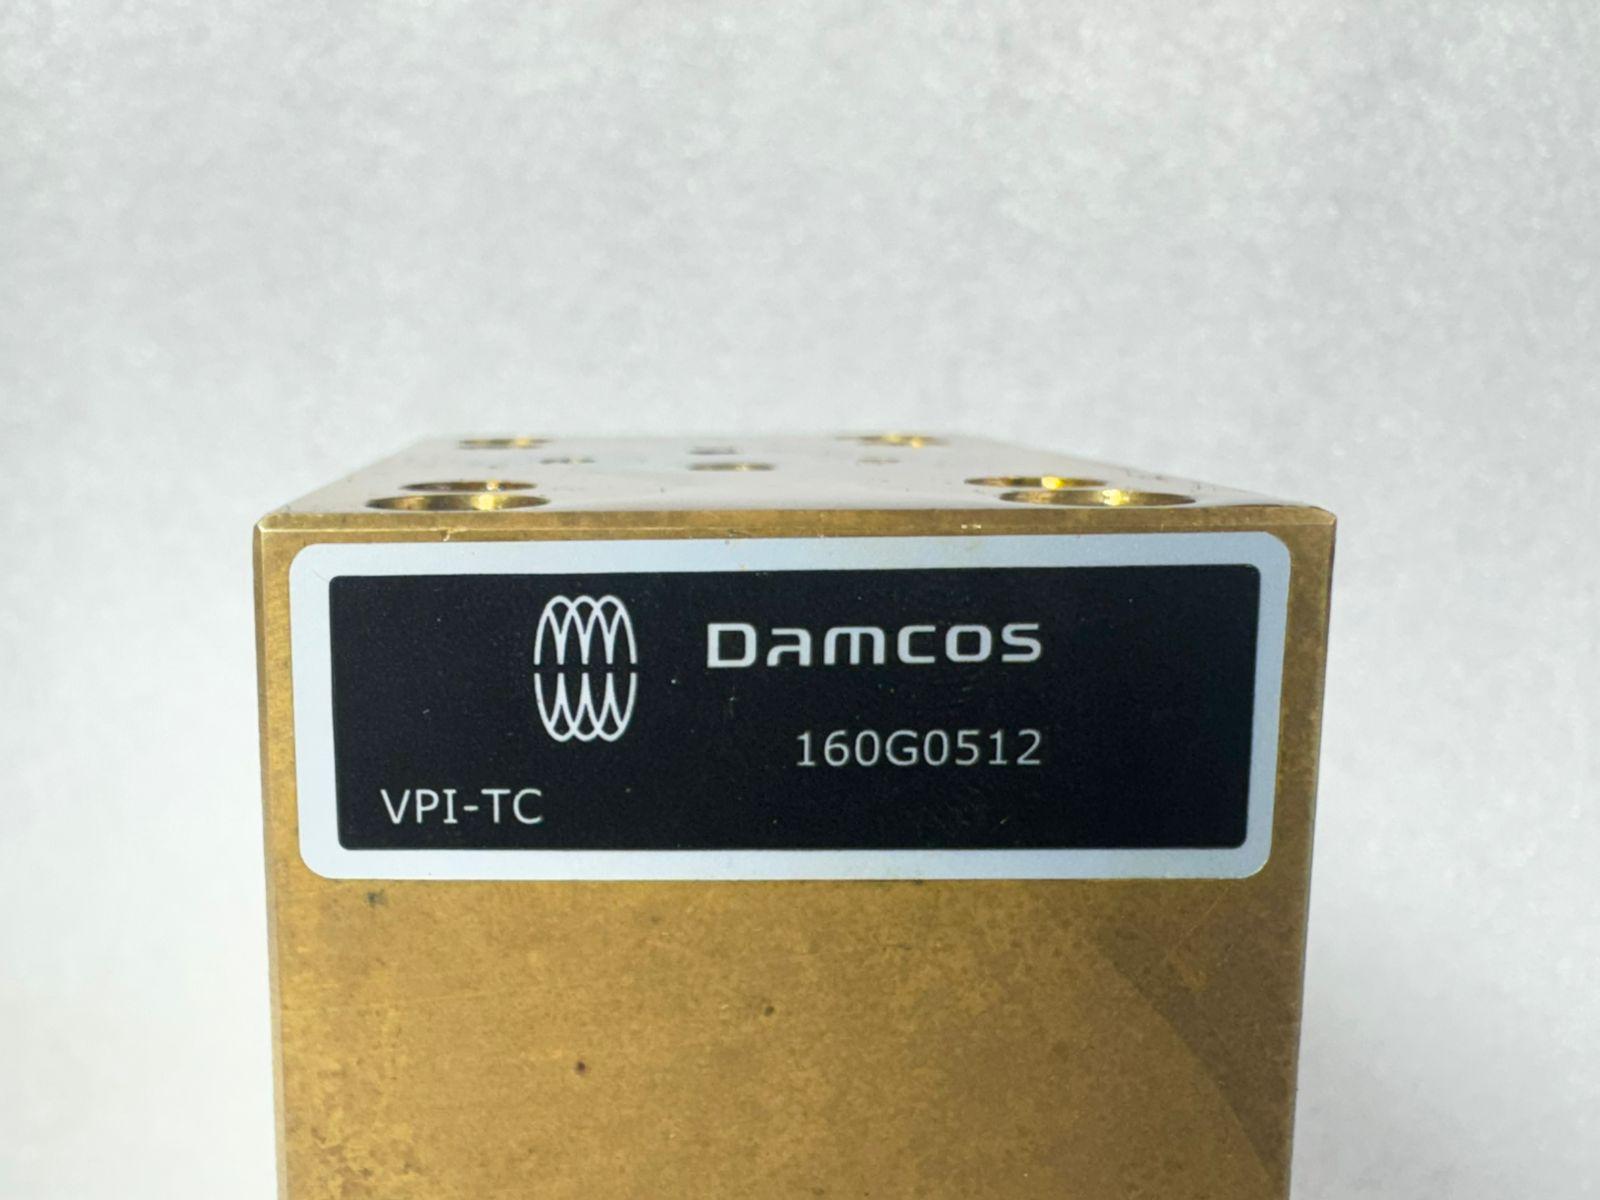 Damcos
160G0512
VPI-TC